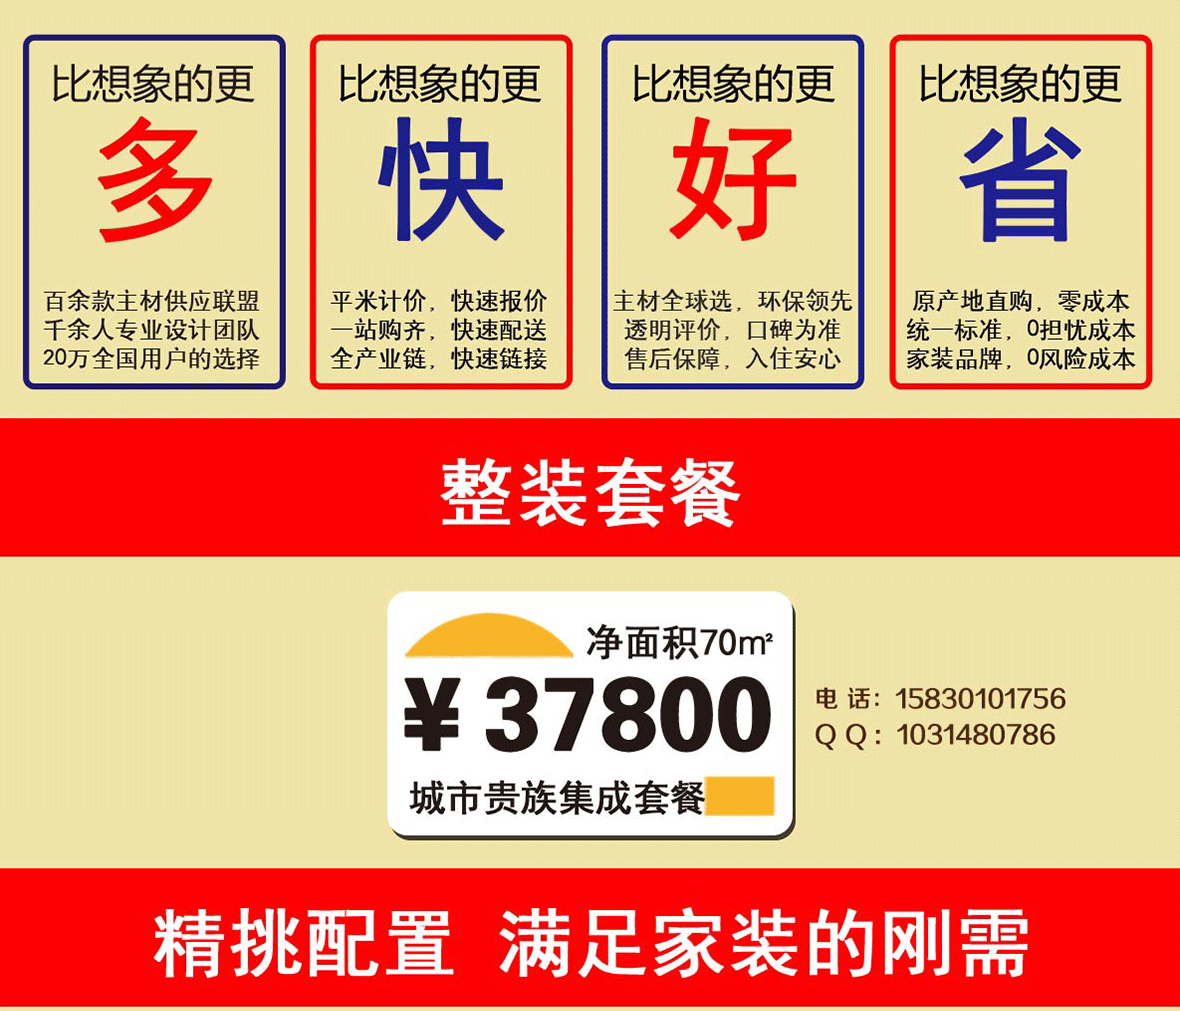 比想象的更
多
百余款主材供应联盟
千余人专业设计团队
20万全国用户的选择
比想象的更
快
平米计价，快速报价
一站购齐，快速配送
全产业链，快速链接
比想象的更
好
主材全球选，环保领先
透明评价，口碑为准
售后保障，入住安心
比想象的更
省
原产地直购，零成本
统一标准，0担忧成本
家装品牌，0风险成本
整装套餐
净面积70m²
¥37800
城市贵族集成套餐
电 话：15830101756
Q Q：1031480786
精挑配置 满足家装的刚需